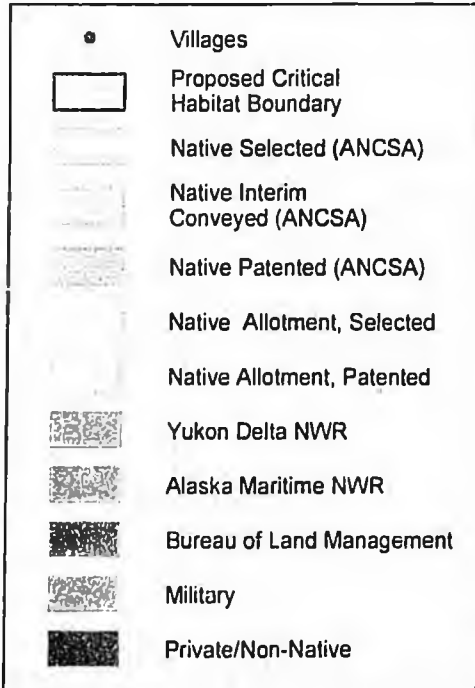 Villages
Proposed Critical
Habitat Boundary
Native Selected (ANCSA)
Native Interim
Conveyed (ANCSA)
Native Patented (ANCSA)
Native Allotment, Selected
Native Allotment, Patented
Yukon Delta NWR
Alaska Maritime NWR
Bureau of Land Management
Military
Private/Non-Native